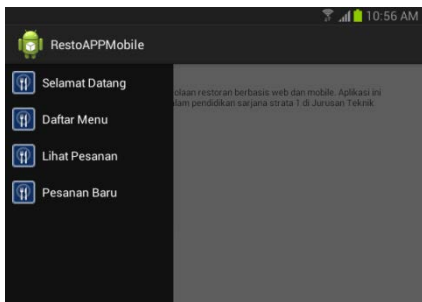 10:56 AM
RestoAPPMobile
Selamat Datang
olaan restoran berbasis web dan mobile. Aplikasi ini
lam pendidikan sarjana strata 1 di Jurusan Teknik
Daftar Menu
Lihat Pesanan
Pesanan Baru